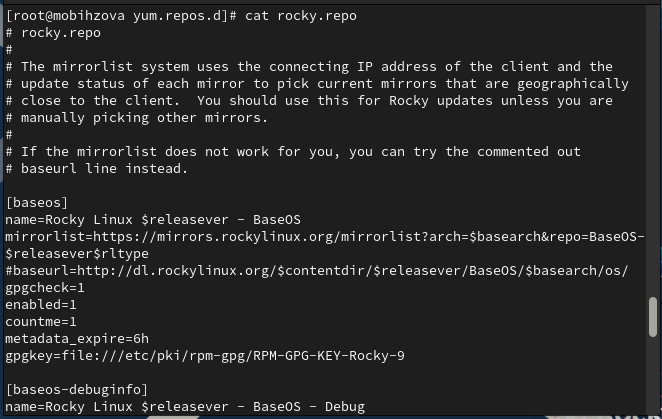 [root@mobihzova yum.repos.d]# cat rocky.repo
# rocky.repo
#
# The mirrorlist system uses the connecting IP address of the client and the
# update status of each mirror to pick current mirrors that are geographically
# close to the client.  You should use this for Rocky updates unless you are
# manually picking other mirrors.
#
# If the mirrorlist does not work for you, you can try the commented out
# baseurl line instead.

[baseos]
name=Rocky Linux $releasever - BaseOS
mirrorlist=https://mirrors.rockylinux.org/mirrorlist?arch=$basearch&repo=BaseOS-
$releasever$rltype
#baseurl=http://dl.rockylinux.org/$contentdir/$releasever/BaseOS/$basearch/os/
gpgcheck=1
enabled=1
countme=1
metadata_expire=6h
gpgkey=file:///etc/pki/rpm-gpg/RPM-GPG-KEY-Rocky-9

[baseos-debuginfo]
name=Rocky Linux $releasever - BaseOS - Debug